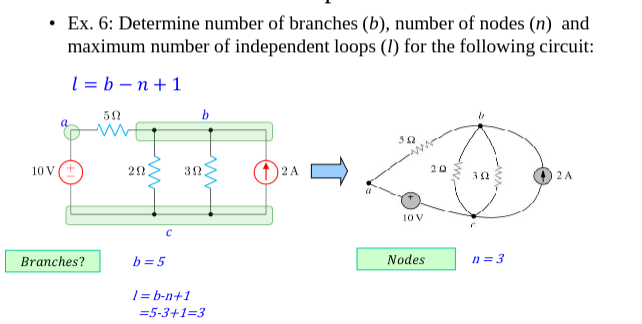 • Ex. 6: Determine number of branches (b), number of nodes (n) and
maximum number of independent loops (l) for the following circuit:
l = b − n + 1
5 Ω
a
b
10 V
+
−
2 Ω
3 Ω
2 A
c
5 Ω
b
2 Ω
3 Ω
2 A
a
+
10 V
c
Branches?
b = 5
Nodes
n = 3
l = b-n+1
=5-3+1=3